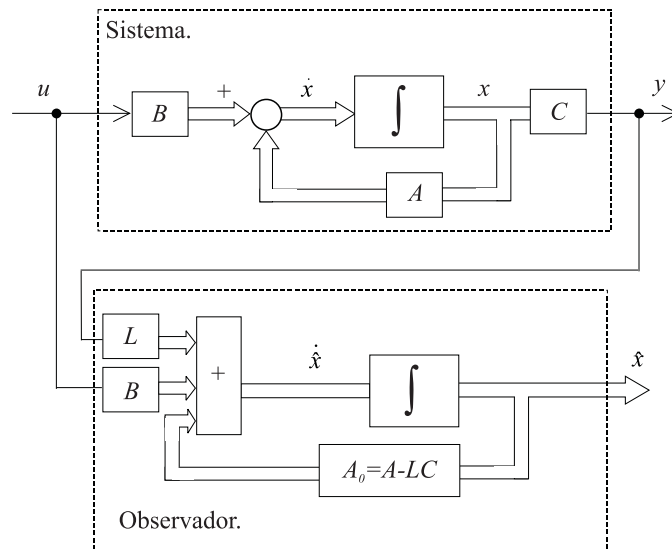 Sistema.
u
B
+
ẋ
∫
x
C
y
A
L
B
+
x̂̇
∫
x̂
A₀=A-LC
Observador.